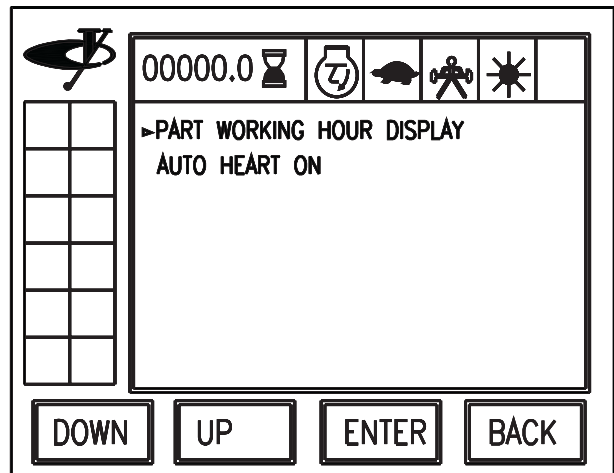 00000.0
►PART WORKING HOUR DISPLAY
AUTO HEART ON
DOWN UP ENTER BACK